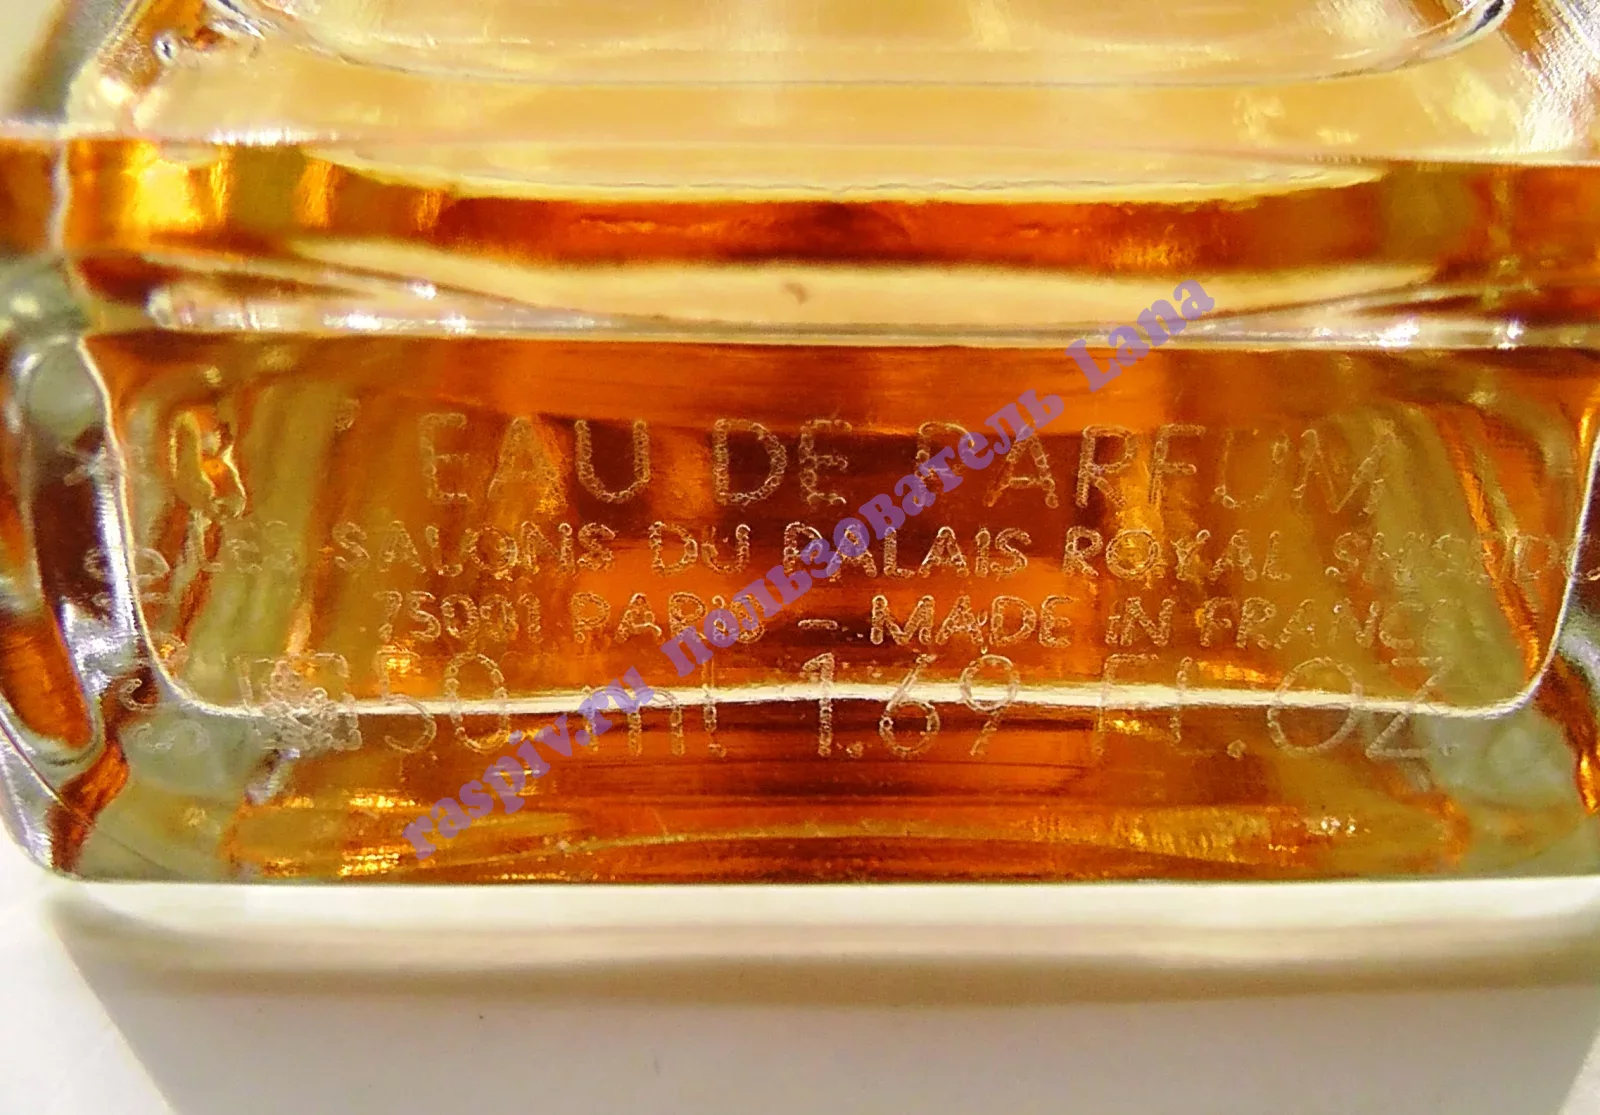 EAU DE PARFUM
LES SALONS DU PALAIS ROYAL SHISEIDO
75001 PARIS - MADE IN FRANCE
50 ml 1.69 Fl. OZ.
raspiv.ru пользователь Lana